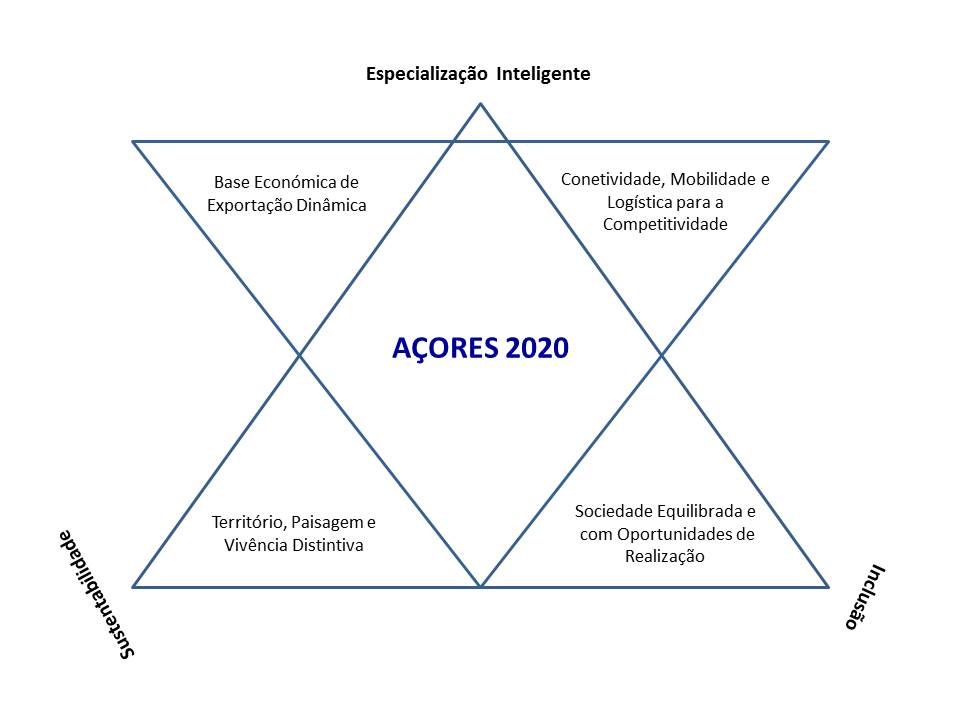 Especialização Inteligente
Base Económica de
Exportação Dinâmica
Conetividade, Mobilidade e
Logística para a
Competitividade
AÇORES 2020
Território, Paisagem e
Vivência Distintiva
Sociedade Equilibrada e
com Oportunidades de
Realização
Sustentabilidade
Inclusão